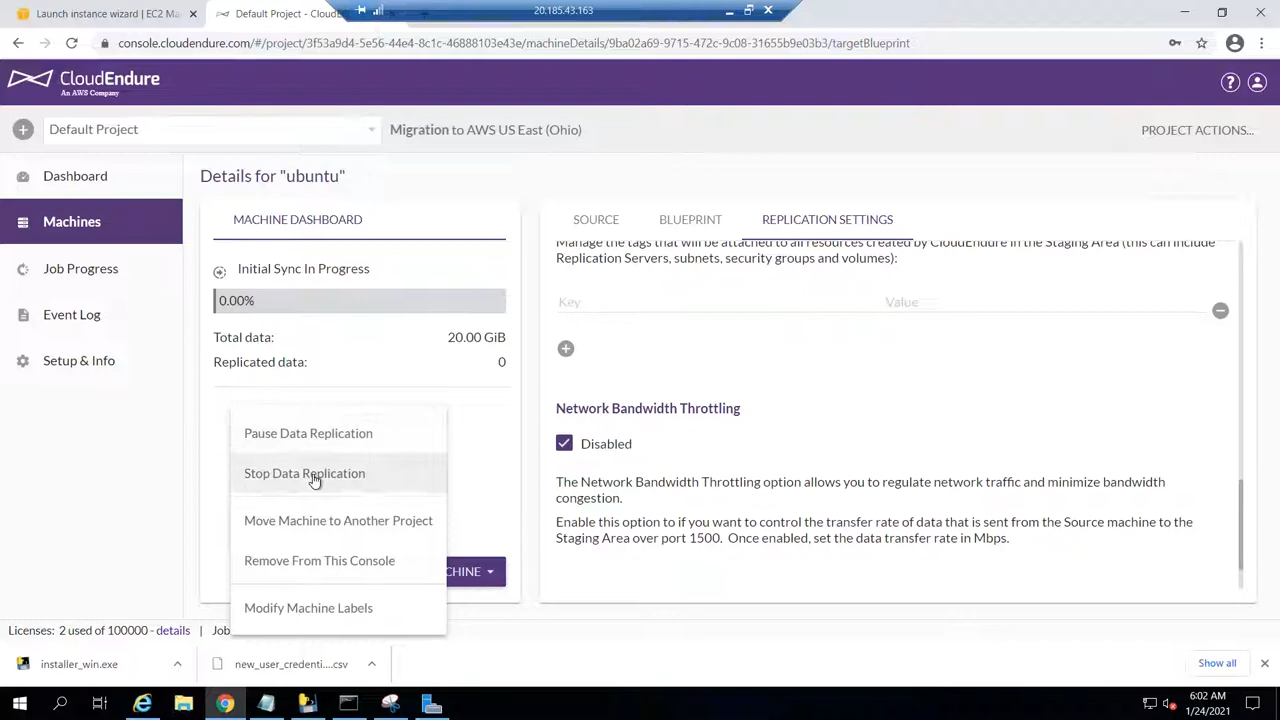 Launch instance wizard | EC2 Ma
Default Project - CloudEndu
20.185.43.163
console.cloudendure.com/#/project/3f53a9d4-5e56-44e4-8c1c-46888103e43e/machineDetails/9ba02a69-9715-472c-9c08-31655b9e03b3/targetBlueprint
CloudEndure
An AWS Company
Default Project
Migration to AWS US East (Ohio)
PROJECT ACTIONS...
Dashboard
Machines
Job Progress
Event Log
Setup & Info
Details for "ubuntu"
MACHINE DASHBOARD
Initial Sync In Progress
0.00%
Total data: 20.00 GiB
Replicated data: 0
Pause Data Replication
Stop Data Replication
Move Machine to Another Project
Remove From This Console
Modify Machine Labels
CHINE
SOURCE BLUEPRINT REPLICATION SETTINGS
Manage the tags that will be attached to all resources created by CloudEndure in the Staging Area (this can include
Replication Servers, subnets, security groups and volumes):
Key Value
Network Bandwidth Throttling
Disabled
The Network Bandwidth Throttling option allows you to regulate network traffic and minimize bandwidth
congestion.
Enable this option to if you want to control the transfer rate of data that is sent from the Source machine to the
Staging Area over port 1500. Once enabled, set the data transfer rate in Mbps.
Licenses: 2 used of 100000 - details | Job
installer_win.exe
new_user_credenti....csv
Show all
6:02 AM
1/24/2021